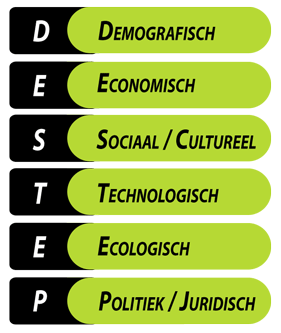 D DEMOGRAFISCH
E ECONOMISCH
S SOCIAAL / CULTUREEL
T TECHNOLOGISCH
E ECOLOGISCH
P POLITIEK / JURIDISCH